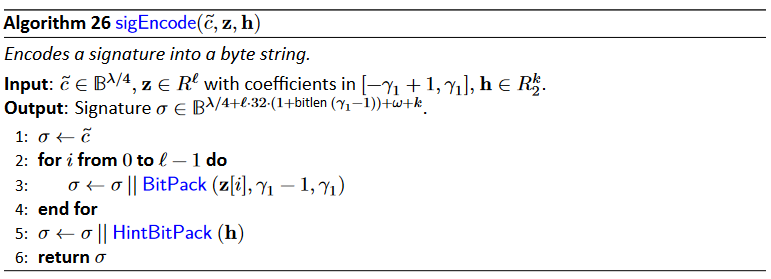 Algorithm 26 sigEncode(c̃, z, h)
Encodes a signature into a byte string.
Input: c̃ ∈ 𝔹^{λ/4}, z ∈ R^ℓ with coefficients in [−γ₁ + 1, γ₁], h ∈ R₂^k.
Output: Signature σ ∈ 𝔹^{λ/4+ℓ·32·(1+bitlen (γ₁−1))+ω+k}.
1: σ ← c̃
2: for i from 0 to ℓ − 1 do
3: σ ← σ || BitPack (z[i], γ₁ − 1, γ₁)
4: end for
5: σ ← σ || HintBitPack (h)
6: return σ